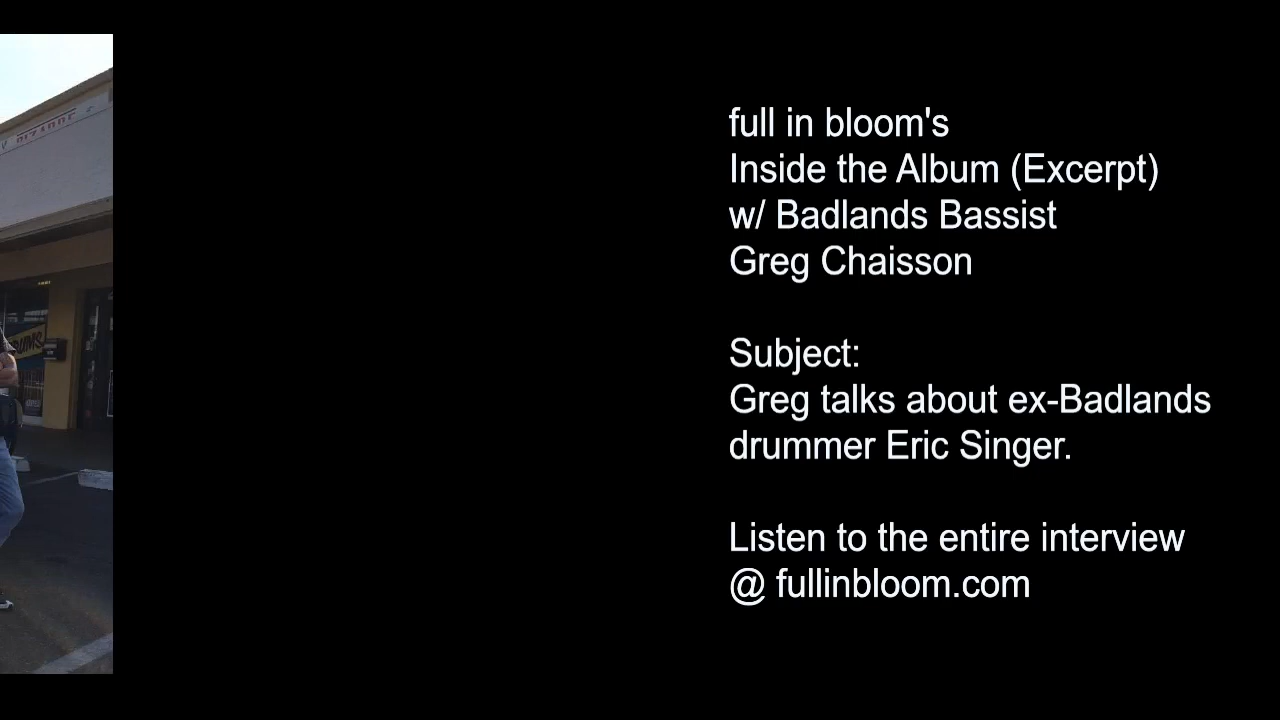 full in bloom's
Inside the Album (Excerpt)
w/ Badlands Bassist
Greg Chaisson
Subject:
Greg talks about ex-Badlands
drummer Eric Singer.
Listen to the entire interview
@ fullinbloom.com